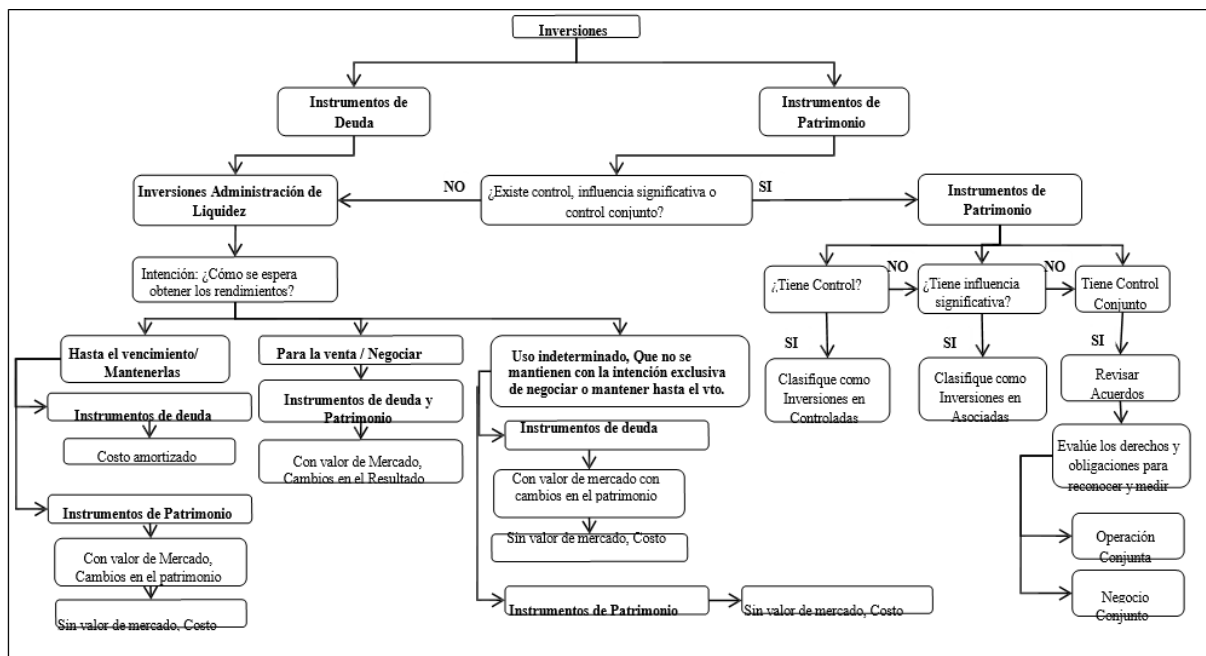 Inversiones
Instrumentos de
Deuda
Instrumentos de
Patrimonio
Inversiones Administración de
Liquidez
NO
¿Existe control, influencia significativa o
control conjunto?
SI
Instrumentos de
Patrimonio
Intención: ¿Cómo se espera
obtener los rendimientos?
¿Tiene Control?
NO
¿Tiene influencia
significativa?
NO
Tiene Control
Conjunto
Hasta el vencimiento/
Mantenerlas
Para la venta / Negociar
Uso indeterminado, Que no se
mantienen con la intención exclusiva
de negociar o mantener hasta el vto.
SI
SI
SI
Clasifique como
Inversiones en
Controladas
Clasifique como
Inversiones en
Asociadas
Revisar
Acuerdos
Instrumentos de deuda
Costo amortizado
Instrumentos de deuda y
Patrimonio
Con valor de Mercado,
Cambios en el Resultado
Instrumentos de deuda
Con valor de mercado con
cambios en el patrimonio
Sin valor de mercado, Costo
Evalúe los derechos y
obligaciones para
reconocer y medir
Instrumentos de Patrimonio
Con valor de Mercado,
Cambios en el patrimonio
Sin valor de mercado, Costo
Instrumentos de Patrimonio
Sin valor de mercado, Costo
Operación
Conjunta
Negocio
Conjunto